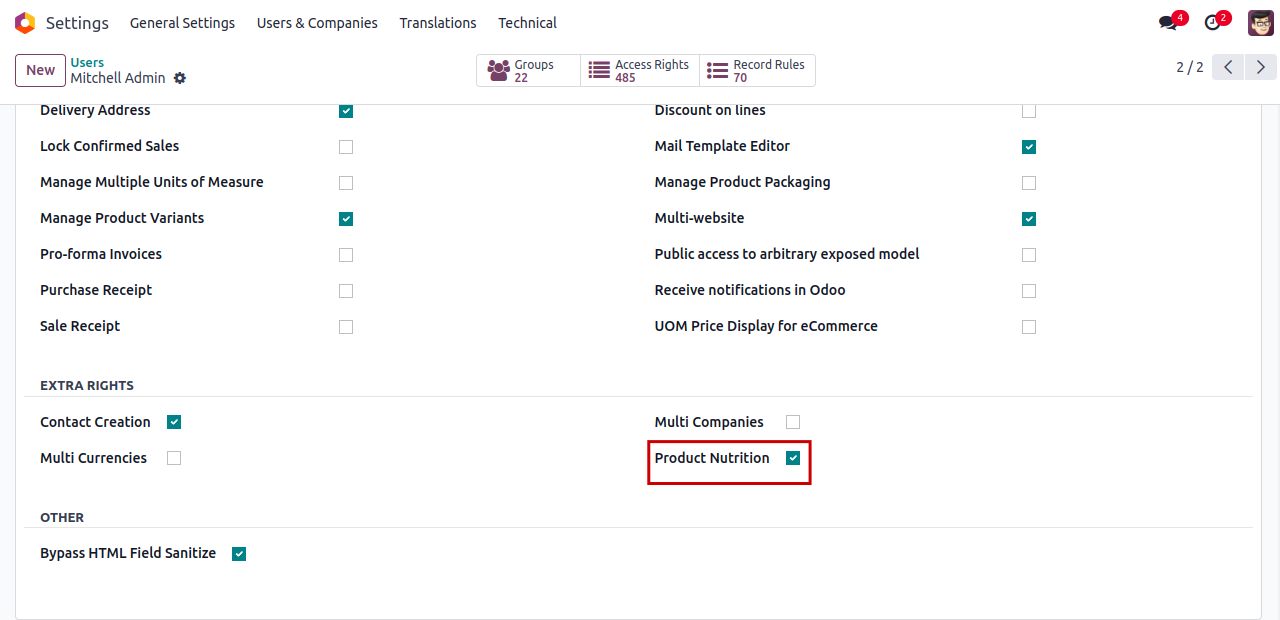 Settings General Settings Users & Companies Translations Technical 4 2
New Users Groups 22 Access Rights 485 Record Rules 70 2 / 2
Mitchell Admin
Delivery Address Discount on lines
Lock Confirmed Sales Mail Template Editor
Manage Multiple Units of Measure Manage Product Packaging
Manage Product Variants Multi-website
Pro-forma Invoices Public access to arbitrary exposed model
Purchase Receipt Receive notifications in Odoo
Sale Receipt UOM Price Display for eCommerce
EXTRA RIGHTS
Contact Creation Multi Companies
Multi Currencies Product Nutrition
OTHER
Bypass HTML Field Sanitize